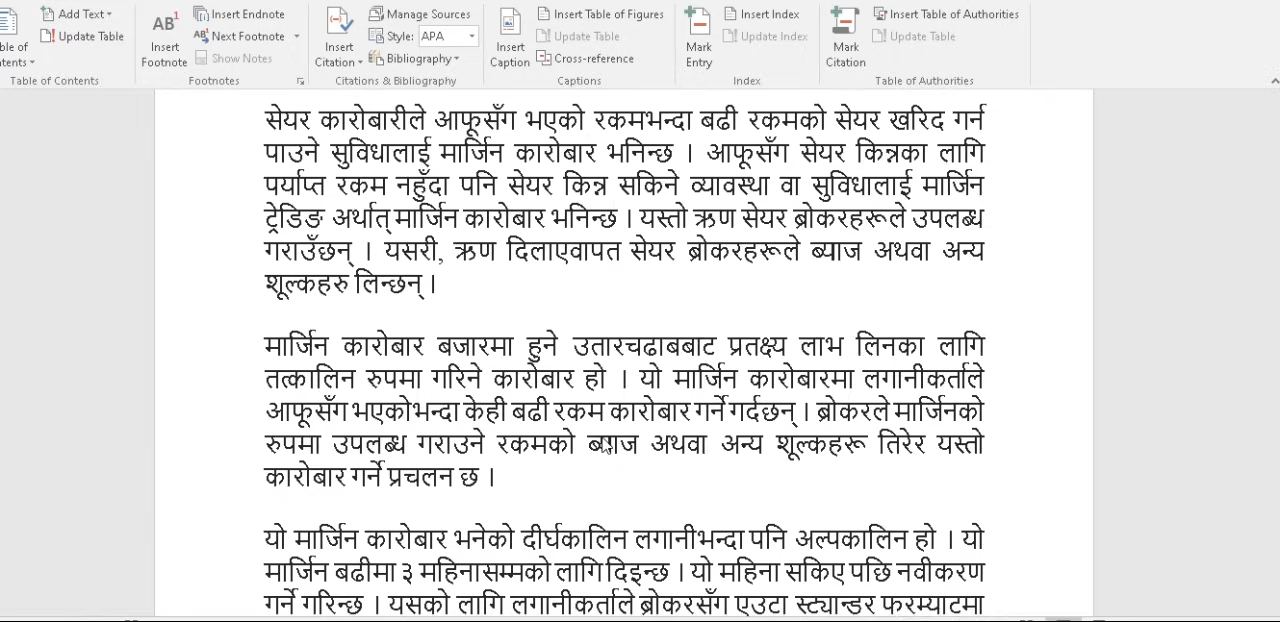 Add Text
Update Table
Table of Contents
AB¹
Insert Footnote
Insert Endnote
Next Footnote
Show Notes
Footnotes
Insert Citation
Manage Sources
Style: APA
Bibliography
Citations & Bibliography
Insert Caption
Insert Table of Figures
Update Table
Cross-reference
Captions
Mark Entry
Insert Index
Update Index
Index
Mark Citation
Insert Table of Authorities
Update Table
Table of Authorities
सेयर कारोबारीले आफूसँग भएको रकमभन्दा बढी रकमको सेयर खरिद गर्न
पाउने सुविधालाई मार्जिन कारोबार भनिन्छ । आफूसँग सेयर किन्नका लागि
पर्याप्त रकम नहुँदा पनि सेयर किन्न सकिने व्यावस्था वा सुविधालाई मार्जिन
ट्रेडिङ अर्थात् मार्जिन कारोबार भनिन्छ । यस्तो ऋण सेयर ब्रोकरहरूले उपलब्ध
गराउँछन् । यसरी, ऋण दिलाएवापत सेयर ब्रोकरहरूले ब्याज अथवा अन्य
शूल्कहरु लिन्छन् ।
मार्जिन कारोबार बजारमा हुने उतारचढाबबाट प्रतक्ष्य लाभ लिनका लागि
तत्कालिन रुपमा गरिने कारोबार हो । यो मार्जिन कारोबारमा लगानीकर्ताले
आफूसँग भएकोभन्दा केही बढी रकम कारोबार गर्ने गर्दछन् । ब्रोकरले मार्जिनको
रुपमा उपलब्ध गराउने रकमको ब्याज अथवा अन्य शूल्कहरू तिरेर यस्तो
कारोबार गर्ने प्रचलन छ ।
यो मार्जिन कारोबार भनेको दीर्घकालिन लगानीभन्दा पनि अल्पकालिन हो । यो
मार्जिन बढीमा ३ महिनासम्मको लागि दिइन्छ । यो महिना सकिए पछि नवीकरण
गर्ने गरिन्छ । यसको लागि लगानीकर्ताले ब्रोकरसँग एउटा स्ट्यान्डर फरम्याटमा